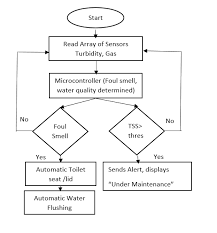 Start
Read Array of Sensors
Turbidity, Gas
Microcontroller (Foul smell,
water quality determined)
No
No
Foul
Smell
TSS>
thres
Yes
Yes
Automatic Toilet
seat /lid
Sends Alert, displays
"Under Maintenance"
Automatic Water
Flushing